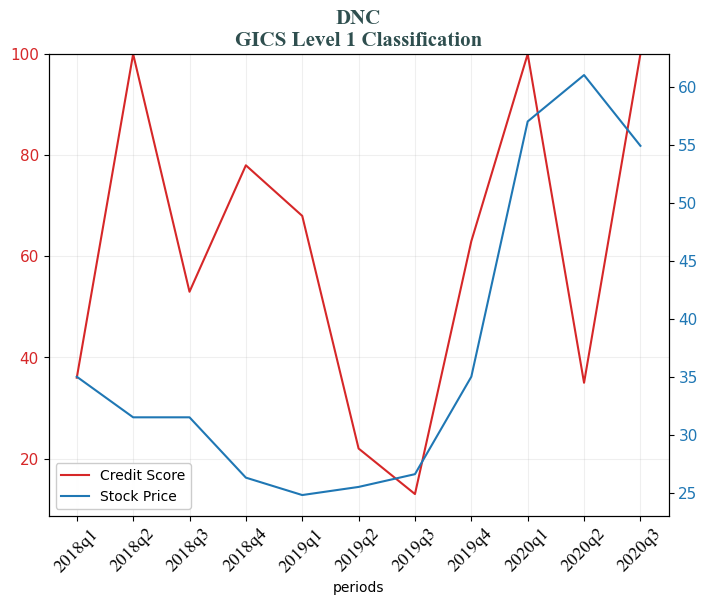 DNC
GICS Level 1 Classification
100
80
60
40
20
60
55
50
45
40
35
30
25
Credit Score
Stock Price
2018q1
2018q2
2018q3
2018q4
2019q1
2019q2
2019q3
2019q4
2020q1
2020q2
2020q3
periods